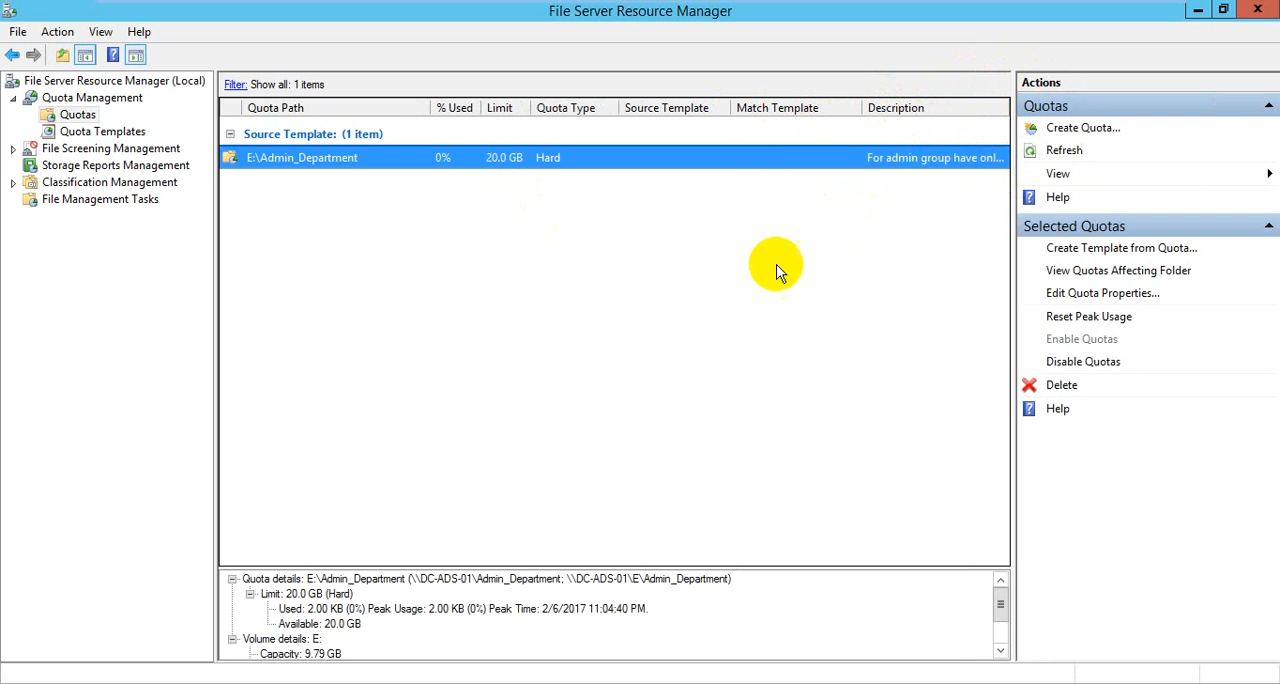 File Server Resource Manager
File Action View Help
File Server Resource Manager (Local)
Quota Management
Quotas
Quota Templates
File Screening Management
Storage Reports Management
Classification Management
File Management Tasks
Filter: Show all: 1 items
Quota Path % Used Limit Quota Type Source Template Match Template Description
Source Template: (1 item)
E:\Admin_Department 0% 20.0 GB Hard For admin group have onl...
Quota details: E:\Admin_Department (\\DC-ADS-01\Admin_Department; \\DC-ADS-01\E\Admin_Department)
Limit: 20.0 GB (Hard)
Used: 2.00 KB (0%) Peak Usage: 2.00 KB (0%) Peak Time: 2/6/2017 11:04:40 PM.
Available: 20.0 GB
Volume details: E:
Capacity: 9.79 GB
Actions
Quotas
Create Quota...
Refresh
View
Help
Selected Quotas
Create Template from Quota...
View Quotas Affecting Folder
Edit Quota Properties...
Reset Peak Usage
Enable Quotas
Disable Quotas
Delete
Help